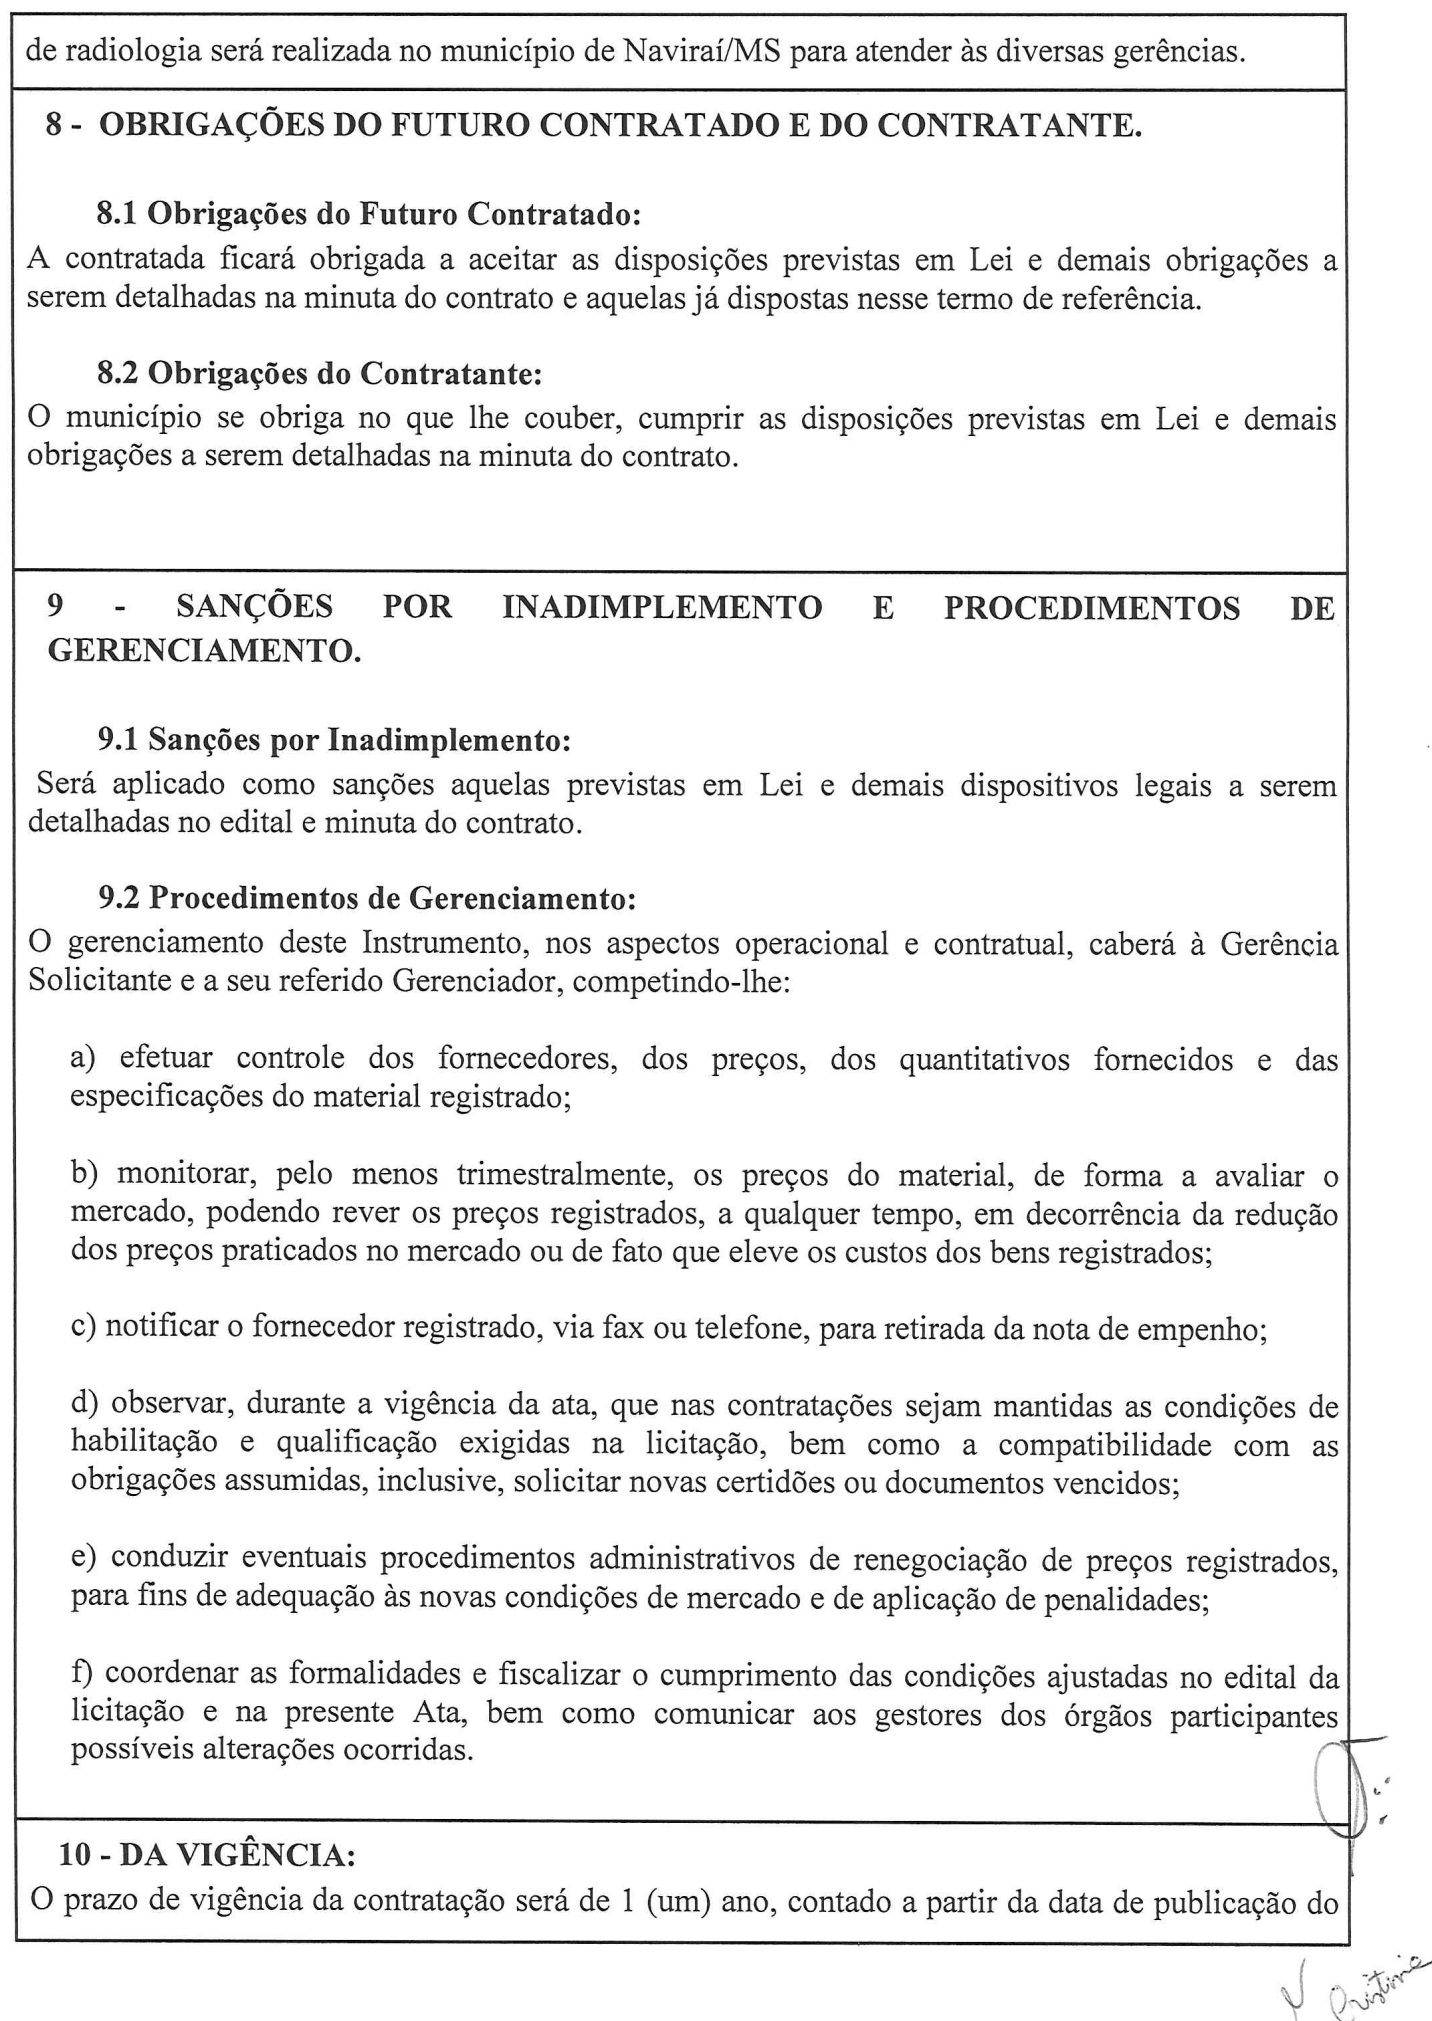 de radiologia será realizada no município de Naviraí/MS para atender às diversas gerências.
8 - OBRIGAÇÕES DO FUTURO CONTRATADO E DO CONTRATANTE.
8.1 Obrigações do Futuro Contratado:
A contratada ficará obrigada a aceitar as disposições previstas em Lei e demais obrigações a
serem detalhadas na minuta do contrato e aquelas já dispostas nesse termo de referência.
8.2 Obrigações do Contratante:
O município se obriga no que lhe couber, cumprir as disposições previstas em Lei e demais
obrigações a serem detalhadas na minuta do contrato.
9 - SANÇÕES POR INADIMPLEMENTO E PROCEDIMENTOS DE
GERENCIAMENTO.
9.1 Sanções por Inadimplemento:
Será aplicado como sanções aquelas previstas em Lei e demais dispositivos legais a serem
detalhadas no edital e minuta do contrato.
9.2 Procedimentos de Gerenciamento:
O gerenciamento deste Instrumento, nos aspectos operacional e contratual, caberá à Gerência
Solicitante e a seu referido Gerenciador, competindo-lhe:
a) efetuar controle dos fornecedores, dos preços, dos quantitativos fornecidos e das
especificações do material registrado;
b) monitorar, pelo menos trimestralmente, os preços do material, de forma a avaliar o
mercado, podendo rever os preços registrados, a qualquer tempo, em decorrência da redução
dos preços praticados no mercado ou de fato que eleve os custos dos bens registrados;
c) notificar o fornecedor registrado, via fax ou telefone, para retirada da nota de empenho;
d) observar, durante a vigência da ata, que nas contratações sejam mantidas as condições de
habilitação e qualificação exigidas na licitação, bem como a compatibilidade com as
obrigações assumidas, inclusive, solicitar novas certidões ou documentos vencidos;
e) conduzir eventuais procedimentos administrativos de renegociação de preços registrados,
para fins de adequação às novas condições de mercado e de aplicação de penalidades;
f) coordenar as formalidades e fiscalizar o cumprimento das condições ajustadas no edital da
licitação e na presente Ata, bem como comunicar aos gestores dos órgãos participantes
possíveis alterações ocorridas.
10 - DA VIGÊNCIA:
O prazo de vigência da contratação será de 1 (um) ano, contado a partir da data de publicação do
Cristine